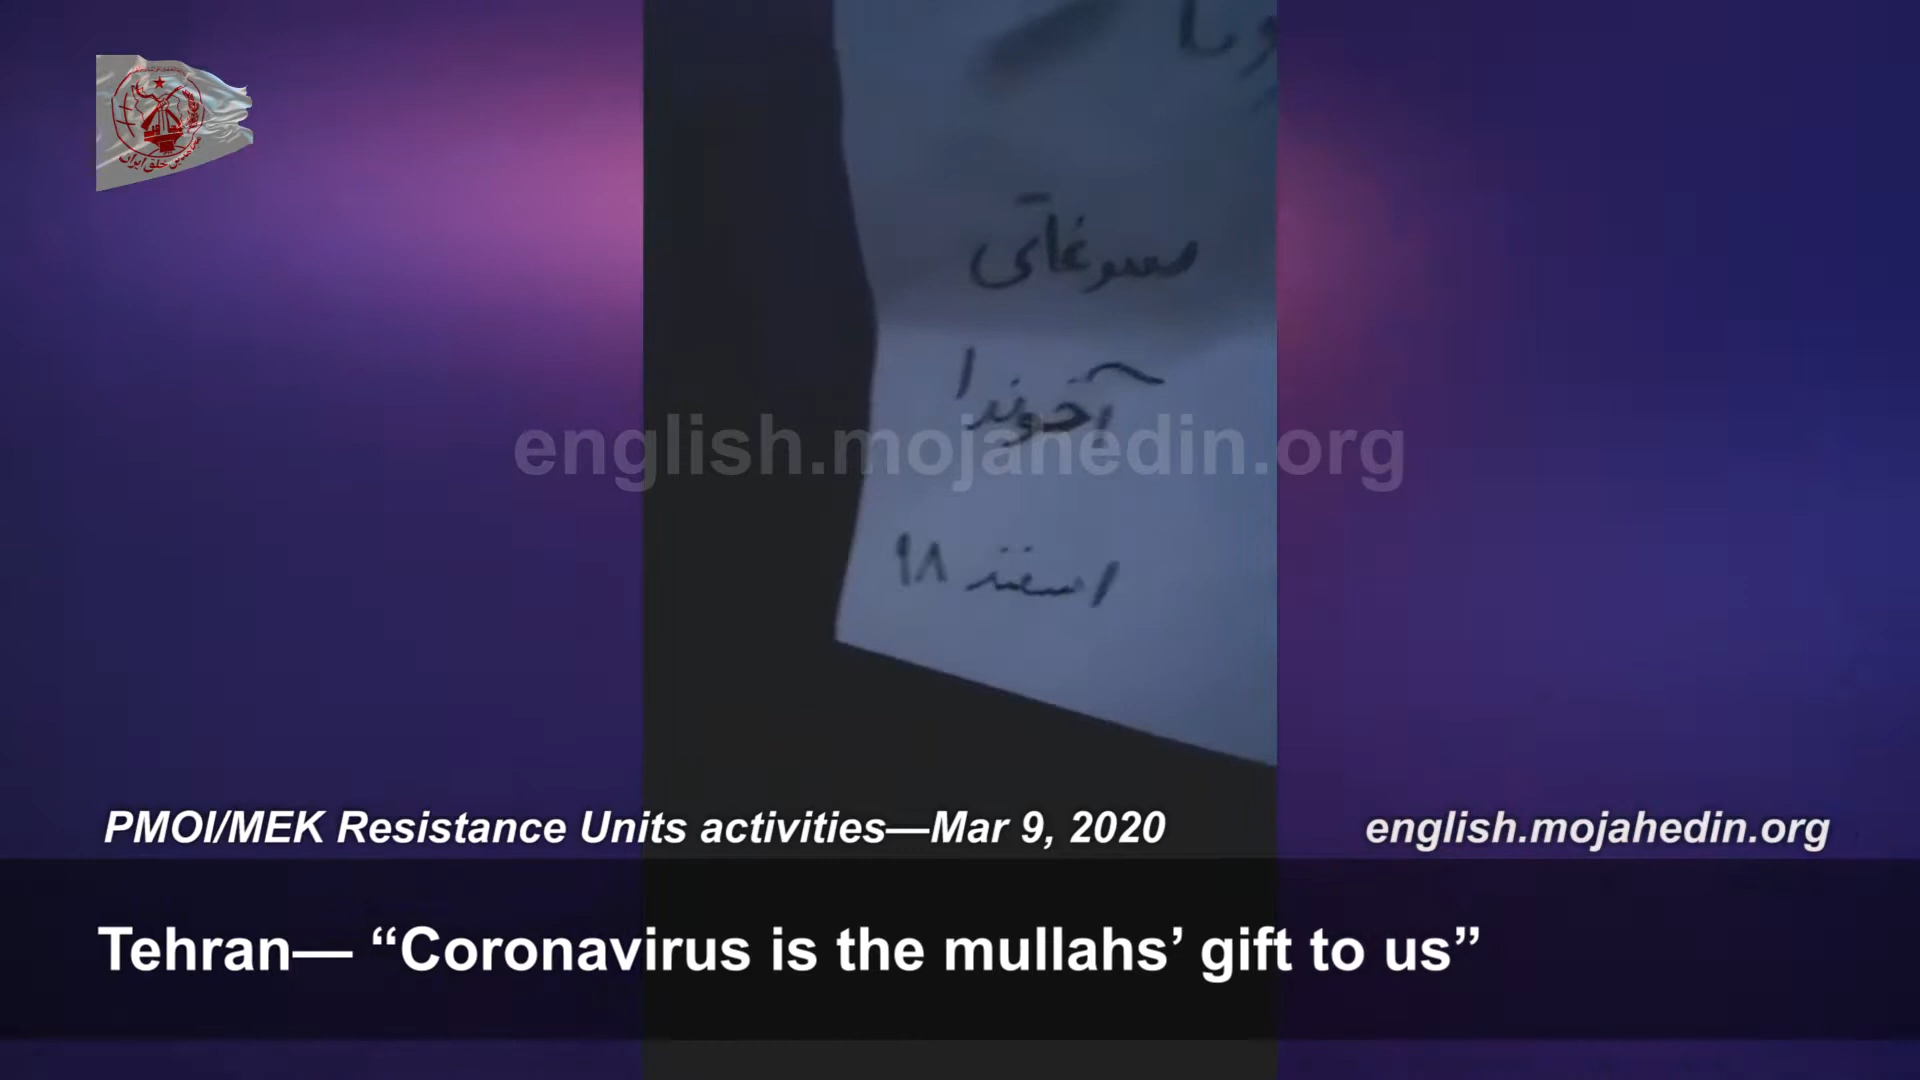 سوغاتی
آخوندا
اسفند ۹۸
english.mojahedin.org
PMOI/MEK Resistance Units activities—Mar 9, 2020
english.mojahedin.org
Tehran— “Coronavirus is the mullahs’ gift to us”